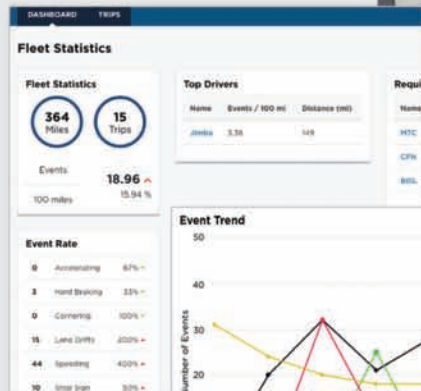 DASHBOARD TRIPS
Fleet Statistics
Fleet Statistics
364
Miles
15
Trips
Events
100 miles
18.96
15.94 %
Top Drivers
Name Events / 100 mi Distance (mi)
Jimbo 3.36 149
Requi
Name
MTC
CFN
Event Rate
0 Accelerating 67%
3 Hard Braking 33%
0 Cornering 100%
15 Lane Drifts 200%
44 Speeding 400%
10 Stop Sign 50%
Event Trend
50
40
30
20
Number of Events